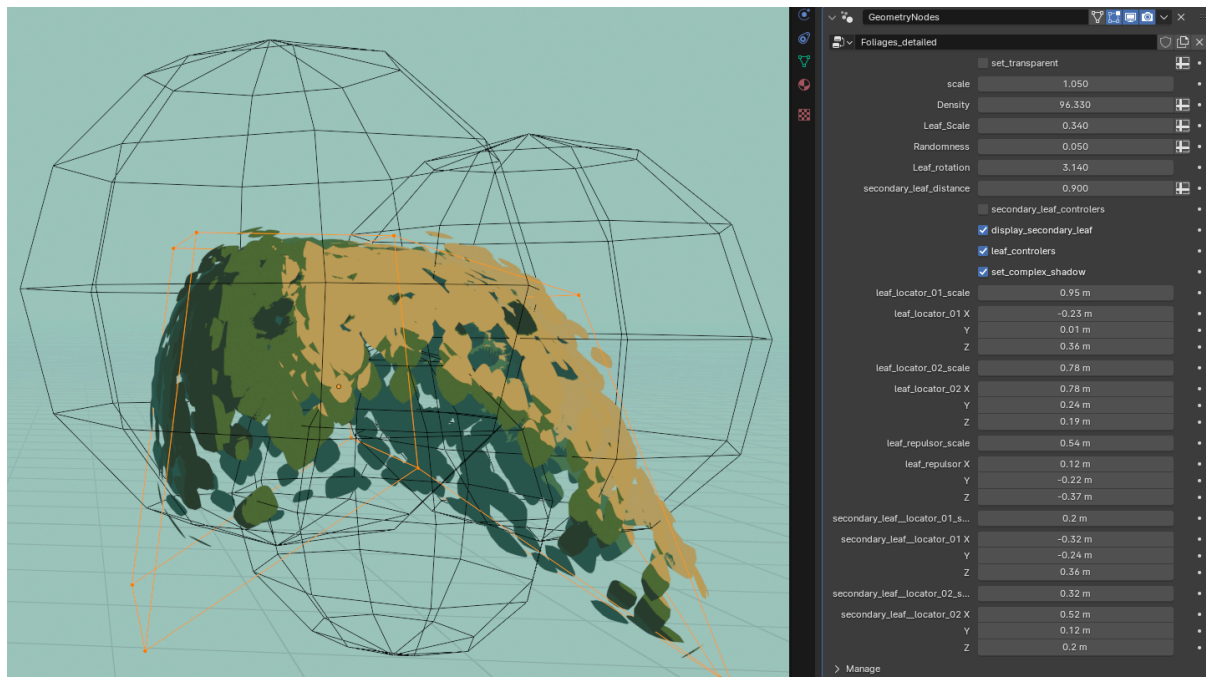 GeometryNodes
Foliages_detailed
set_transparent
scale 1.050
Density 96.330
Leaf_Scale 0.340
Randomness 0.050
Leaf_rotation 3.140
secondary_leaf_distance 0.900
secondary_leaf_controlers
display_secondary_leaf
leaf_controlers
set_complex_shadow
leaf_locator_01_scale 0.95 m
leaf_locator_01 X -0.23 m
Y 0.01 m
Z 0.36 m
leaf_locator_02_scale 0.78 m
leaf_locator_02 X 0.78 m
Y 0.24 m
Z 0.19 m
leaf_repulsor_scale 0.54 m
leaf_repulsor X 0.12 m
Y -0.22 m
Z -0.37 m
secondary_leaf__locator_01_s... 0.2 m
secondary_leaf__locator_01 X -0.32 m
Y -0.24 m
Z 0.36 m
secondary_leaf__locator_02_s... 0.32 m
secondary_leaf__locator_02 X 0.52 m
Y 0.12 m
Z 0.2 m
Manage